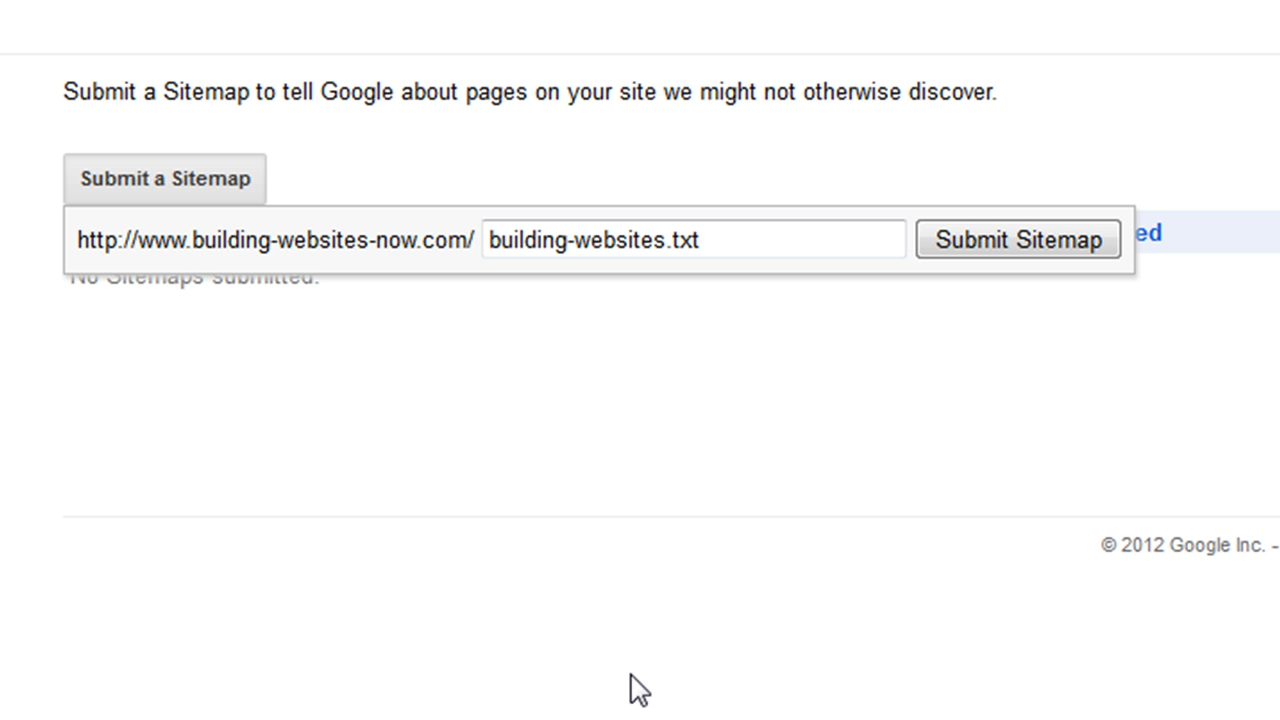 Submit a Sitemap to tell Google about pages on your site we might not otherwise discover.
Submit a Sitemap
http://www.building-websites-now.com/ building-websites.txt Submit Sitemap ed
No Sitemaps submitted.
© 2012 Google Inc. -